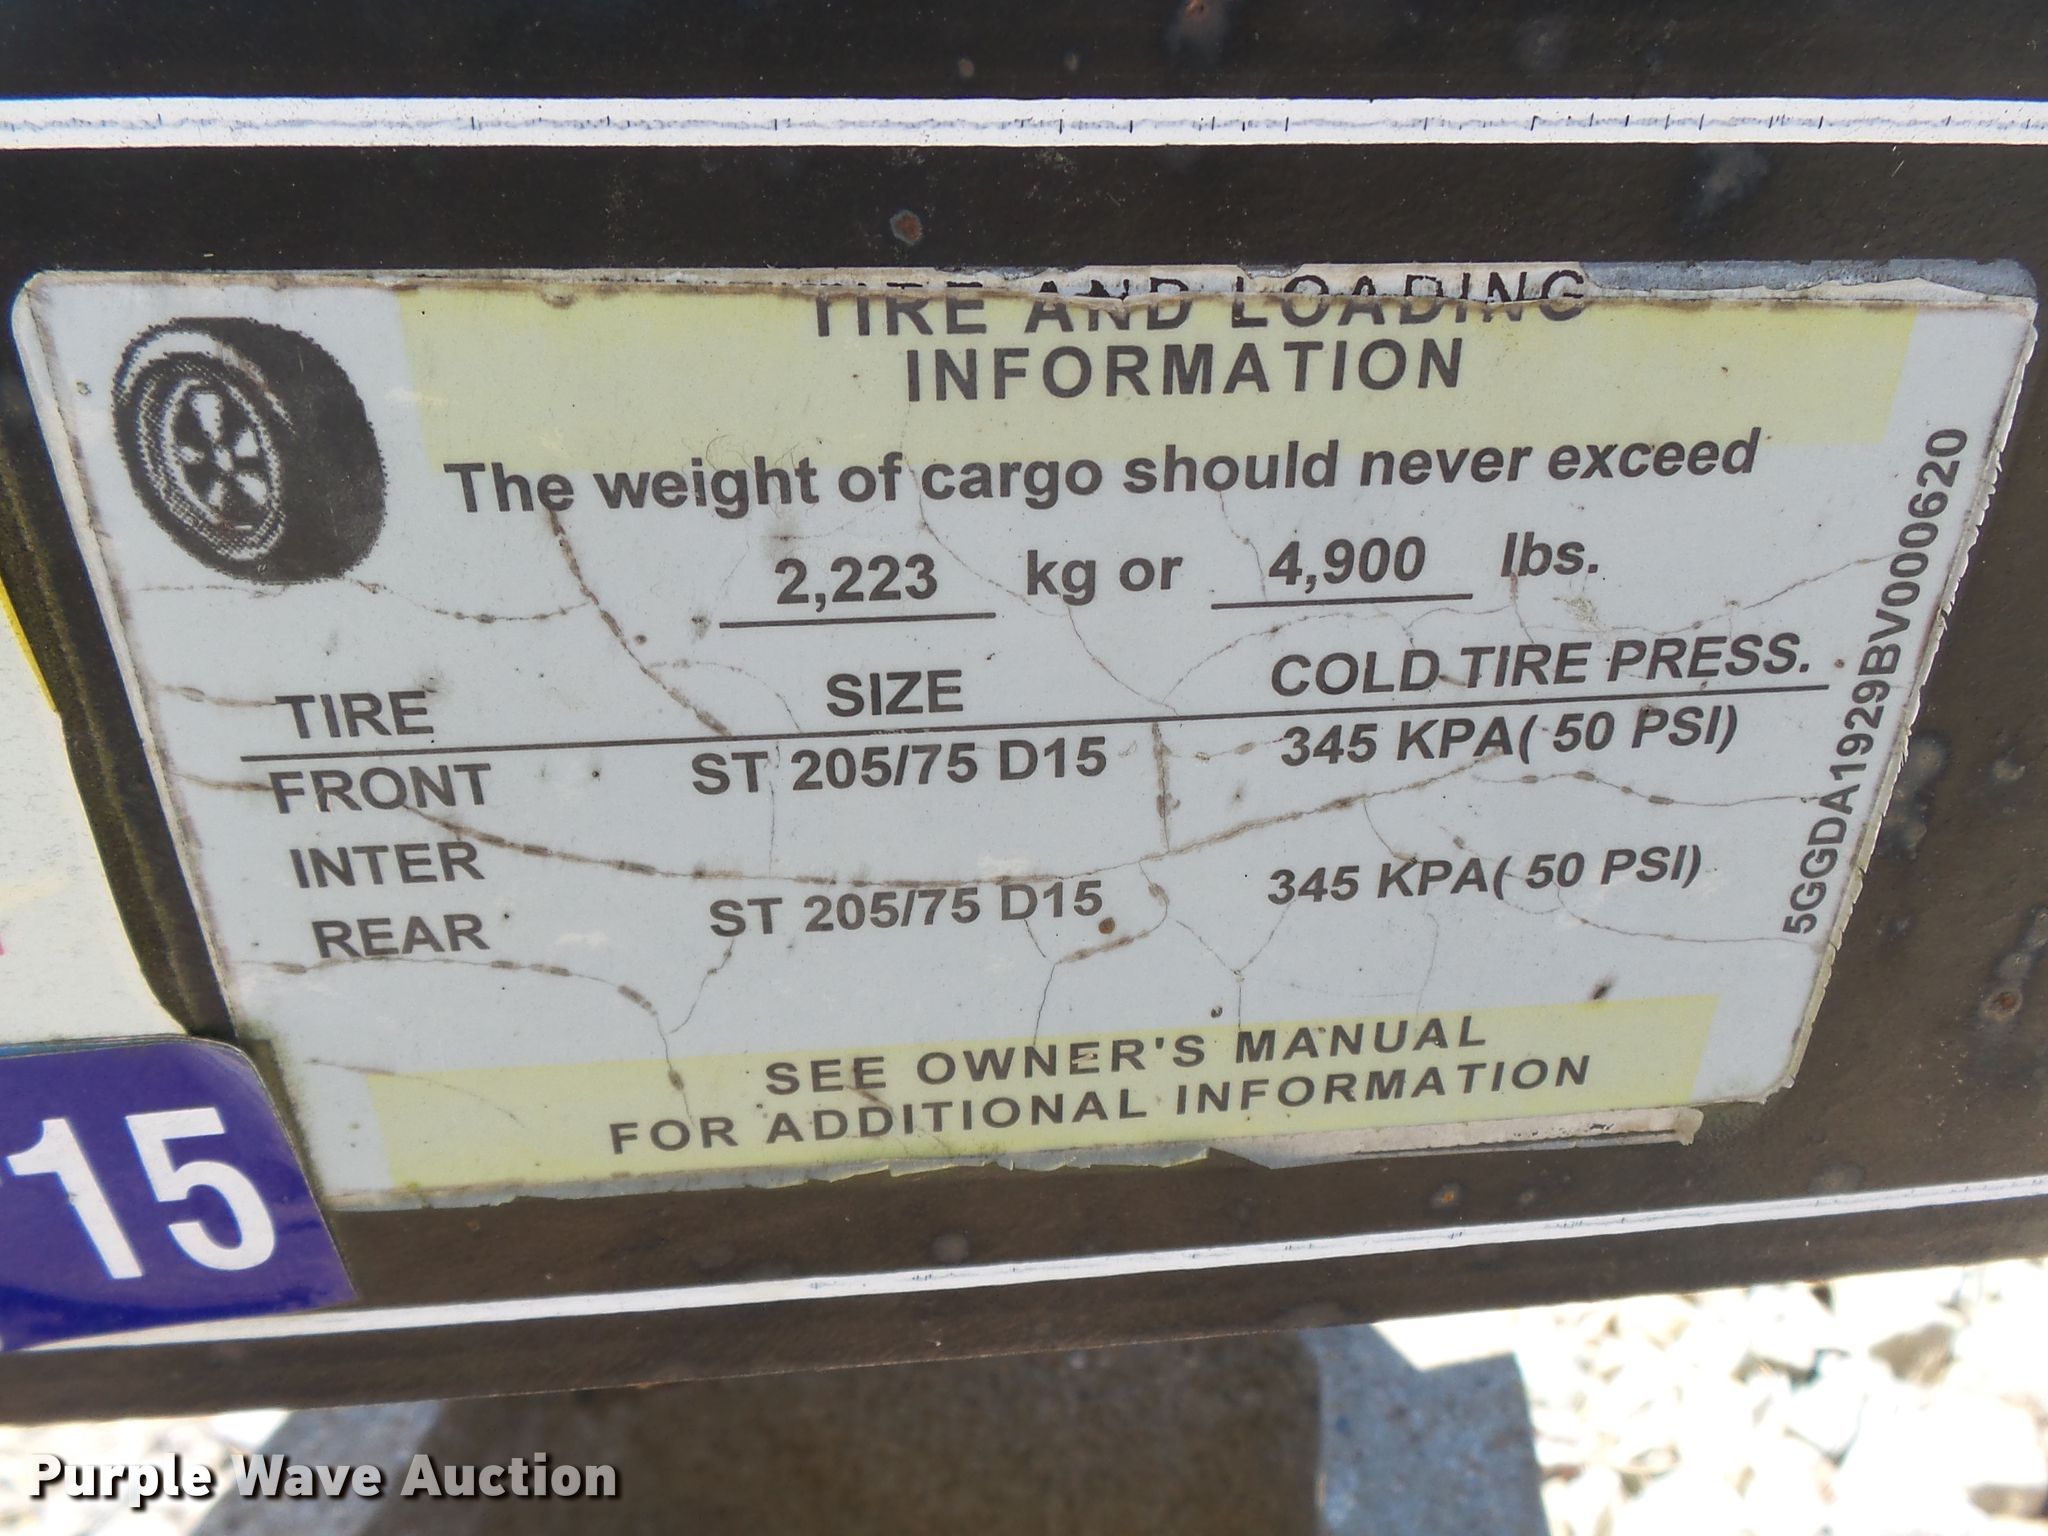 TIRE AND LOADING
INFORMATION
The weight of cargo should never exceed
2,223 kg or 4,900 lbs.
TIRE SIZE COLD TIRE PRESS.
FRONT ST 205/75 D15 345 KPA( 50 PSI)
INTER
REAR ST 205/75 D15 345 KPA( 50 PSI)
SEE OWNER'S MANUAL
FOR ADDITIONAL INFORMATION
5GGDA1929BV000620
15
Purple Wave Auction